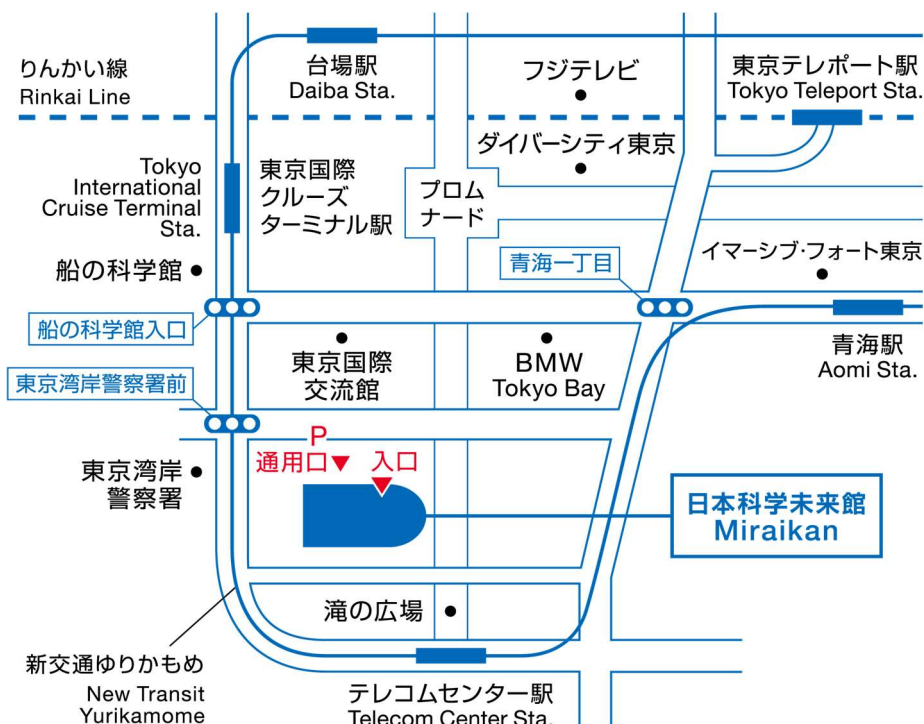 りんかい線
Rinkai Line
台場駅
Daiba Sta.
フジテレビ
東京テレポート駅
Tokyo Teleport Sta.
ダイバーシティ東京
Tokyo
International
Cruise Terminal
Sta.
東京国際
クルーズ
ターミナル駅
プロム
ナード
船の科学館
青海一丁目
イマーシブ・フォート東京
船の科学館入口
東京国際
交流館
BMW
Tokyo Bay
青海駅
Aomi Sta.
東京湾岸警察署前
P
通用口
入口
東京湾岸
警察署
日本科学未来館
Miraikan
滝の広場
新交通ゆりかもめ
New Transit
Yurikamome
テレコムセンター駅
Telecom Center Sta.